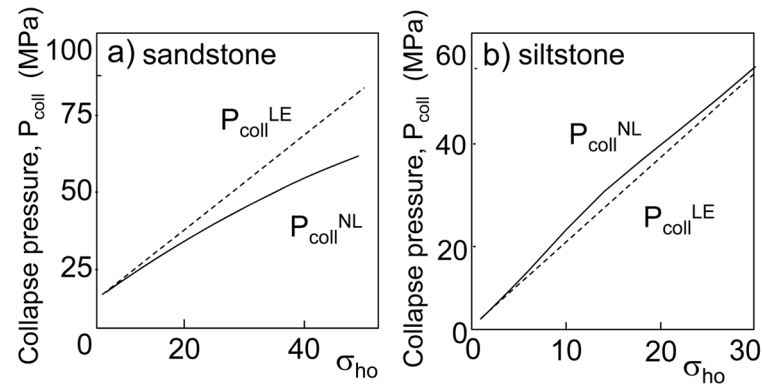 a) sandstone
Collapse pressure, Pcoll (MPa)
100
75
50
25
0
20
40
σho
PcollLE
PcollNL
b) siltstone
Collapse pressure, Pcoll (MPa)
60
40
20
0
0
10
20
30
σho
PcollNL
PcollLE